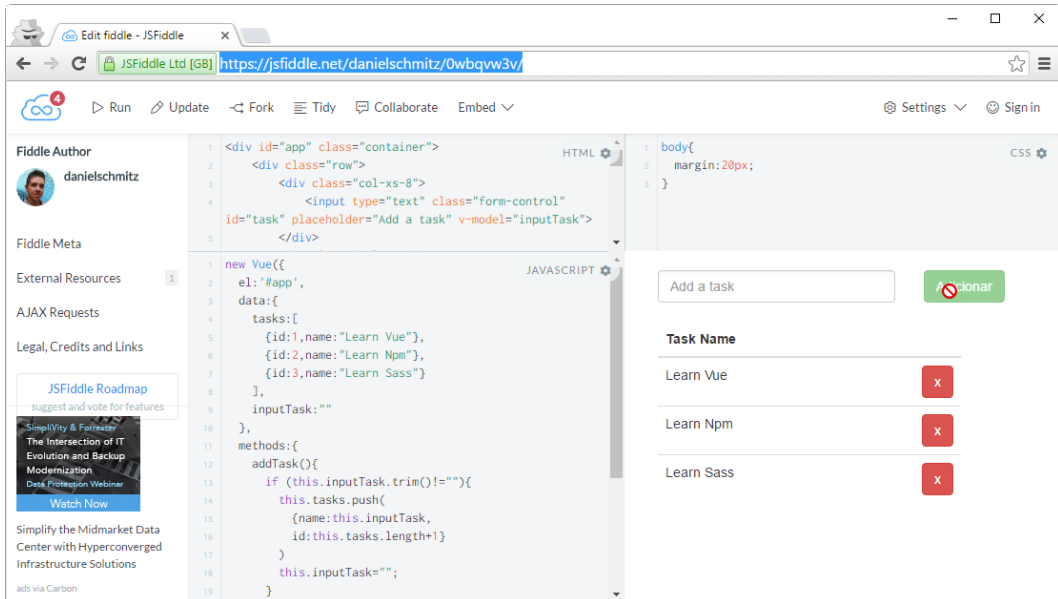 Edit fiddle - JSFiddle
JSFiddle Ltd [GB] https://jsfiddle.net/danielschmitz/0wbqvw3v/
4
Run Update Fork Tidy Collaborate Embed Settings Sign in
Fiddle Author
danielschmitz
Fiddle Meta
External Resources 1
AJAX Requests
Legal, Credits and Links
JSFiddle Roadmap
suggest and vote for features
SimpliVity & Forrester
The Intersection of IT
Evolution and Backup
Modernization
Data Protection Webinar
Watch Now
Simplify the Midmarket Data
Center with Hyperconverged
Infrastructure Solutions
ads via Carbon
HTML
1 <div id="app" class="container">
2 <div class="row">
3 <div class="col-xs-8">
4 <input type="text" class="form-control"
id="task" placeholder="Add a task" v-model="inputTask">
5 </div>
CSS
1 body{
2 margin:20px;
3 }
JAVASCRIPT
1 new Vue({
2 el:'#app',
3 data:{
4 tasks:[
5 {id:1,name:"Learn Vue"},
6 {id:2,name:"Learn Npm"},
7 {id:3,name:"Learn Sass"}
8 ],
9 inputTask:""
10 },
11 methods:{
12 addTask(){
13 if (this.inputTask.trim()!=""){
14 this.tasks.push(
15 {name:this.inputTask,
16 id:this.tasks.length+1}
17 )
18 this.inputTask="";
19 }
Add a task
Adicionar
Task Name
Learn Vue x
Learn Npm x
Learn Sass x